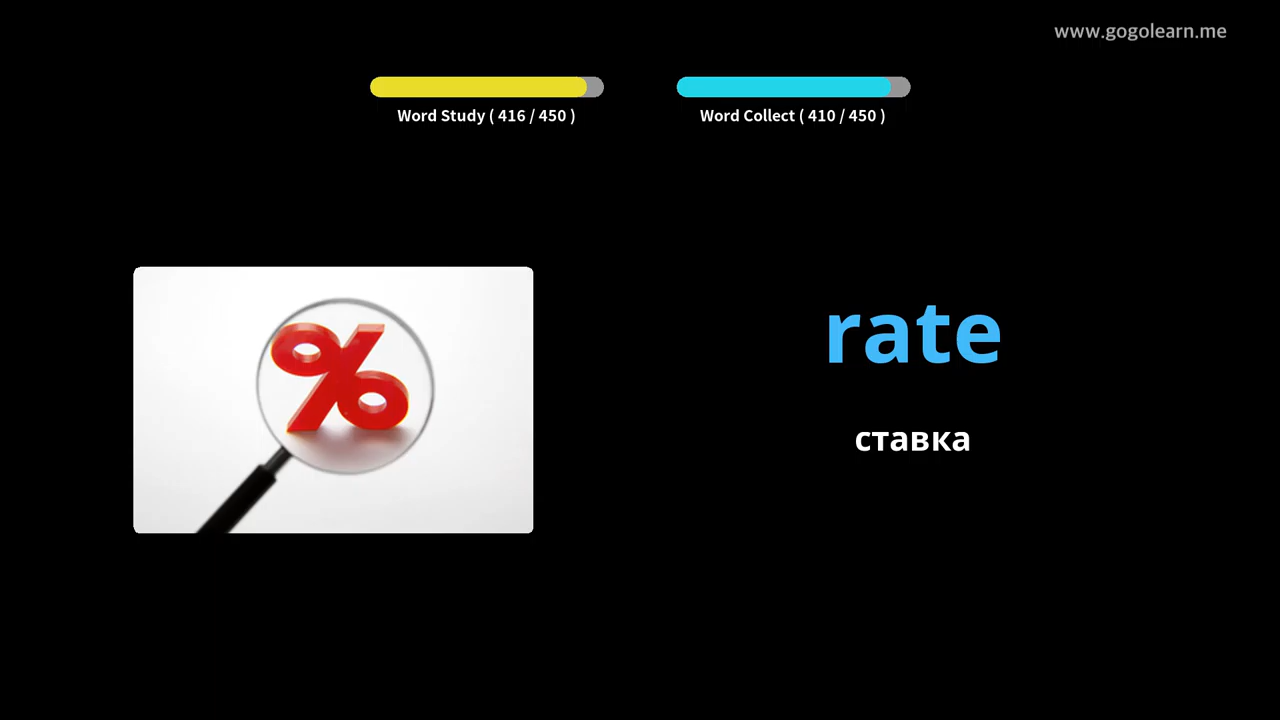 www.gogolearn.me
Word Study ( 416 / 450 )
Word Collect ( 410 / 450 )
%
rate
ставка